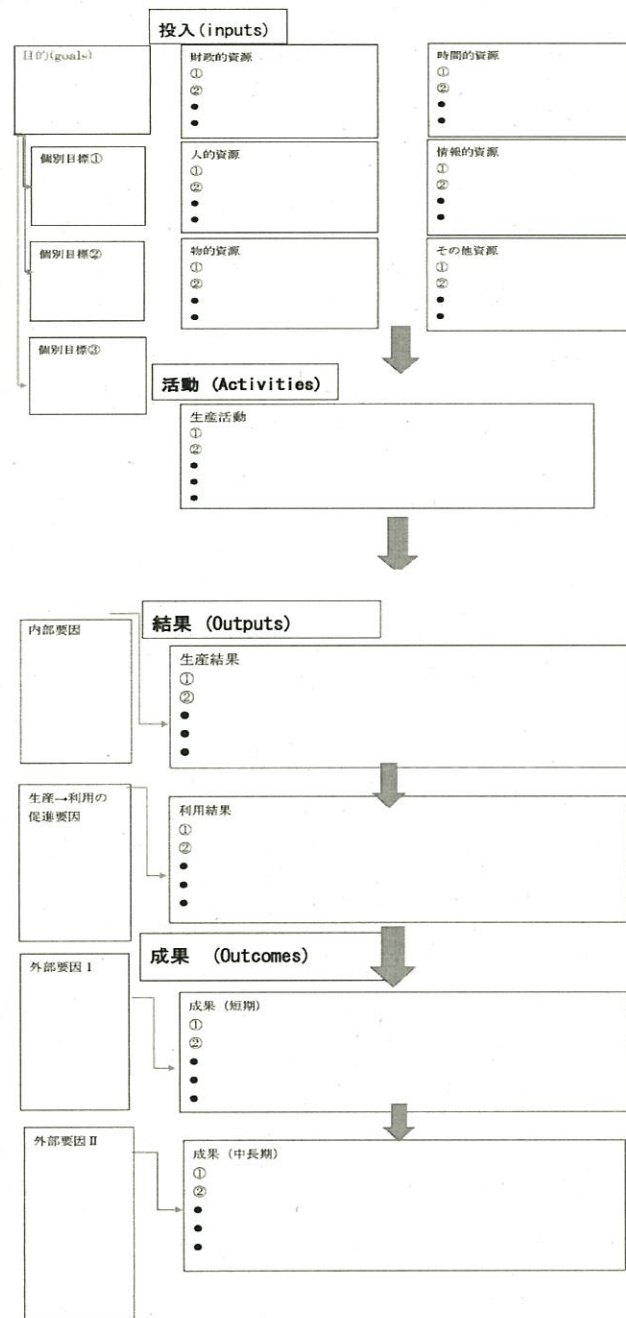 投入(inputs)
目的(goals)
財政的資源
①
②
●
●
時間的資源
①
②
●
●
個別目標①
人的資源
①
②
●
●
情報的資源
①
②
●
●
個別目標②
物的資源
①
②
●
●
その他資源
①
②
●
●
個別目標③
活動 (Activities)
生産活動
①
②
●
●
●
内部要因
結果 (Outputs)
生産結果
①
②
●
●
●
生産→利用の
促進要因
利用結果
①
②
●
●
●
成果 (Outcomes)
外部要因 I
成果 (短期)
①
②
●
●
●
外部要因 II
成果 (中長期)
①
②
●
●
●